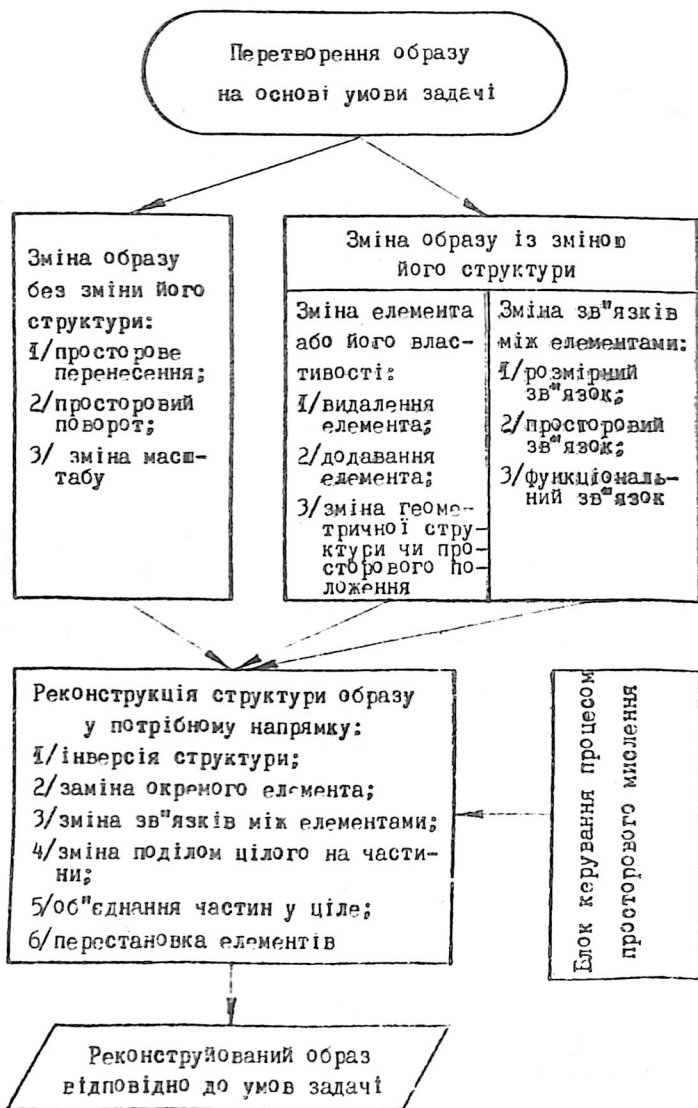 Перетворення образу
на основі умови задачі
Зміна образу
без зміни його
структури:
1/просторове
перенесення;
2/просторовий
поворот;
3/ зміна масш-
табу
Зміна образу із зміною
його структури
Зміна елемента
або його влас-
тивості:
1/видалення
елемента;
2/додавання
елемента;
3/зміна геоме-
тричної стру-
ктури чи про-
сторового по-
ложення
Зміна зв"язків
між елементами:
1/розмірний
зв"язок;
2/просторовий
зв"язок;
3/функціональ-
ний зв"язок
Реконструкція структури образу
у потрібному напрямку:
1/інверсія структури;
2/заміна окремого елемента;
3/зміна зв"язків між елементами;
4/зміна поділом цілого на части-
ни;
5/об"єднання частин у ціле;
6/перестановка елементів
Блок керування процесом
просторового мислення
Реконструйований образ
відповідно до умов задачі